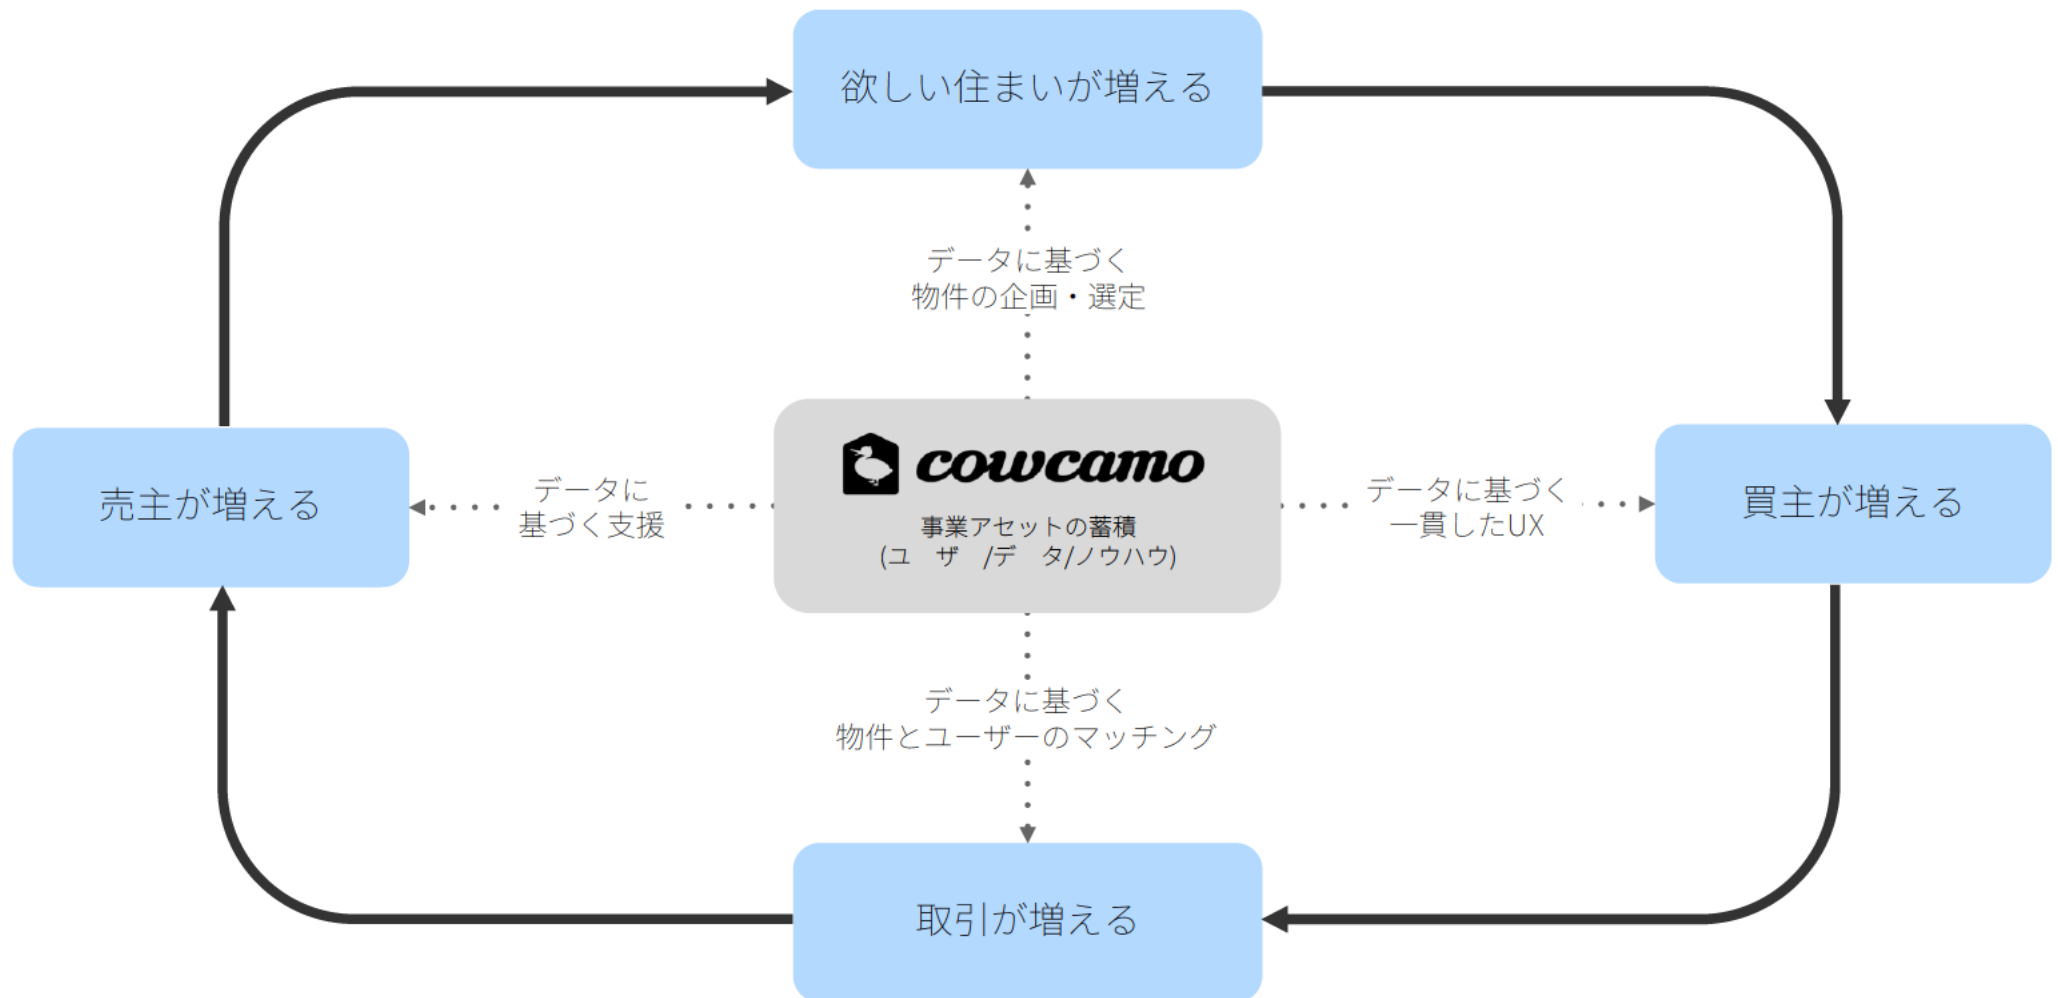 欲しい住まいが増える
データに基づく
物件の企画・選定
売主が増える
データに
基づく支援
cowcamo
事業アセットの蓄積
(ユ　ザ　/デ　タ/ノウハウ)
データに基づく
一貫したUX
買主が増える
データに基づく
物件とユーザーのマッチング
取引が増える